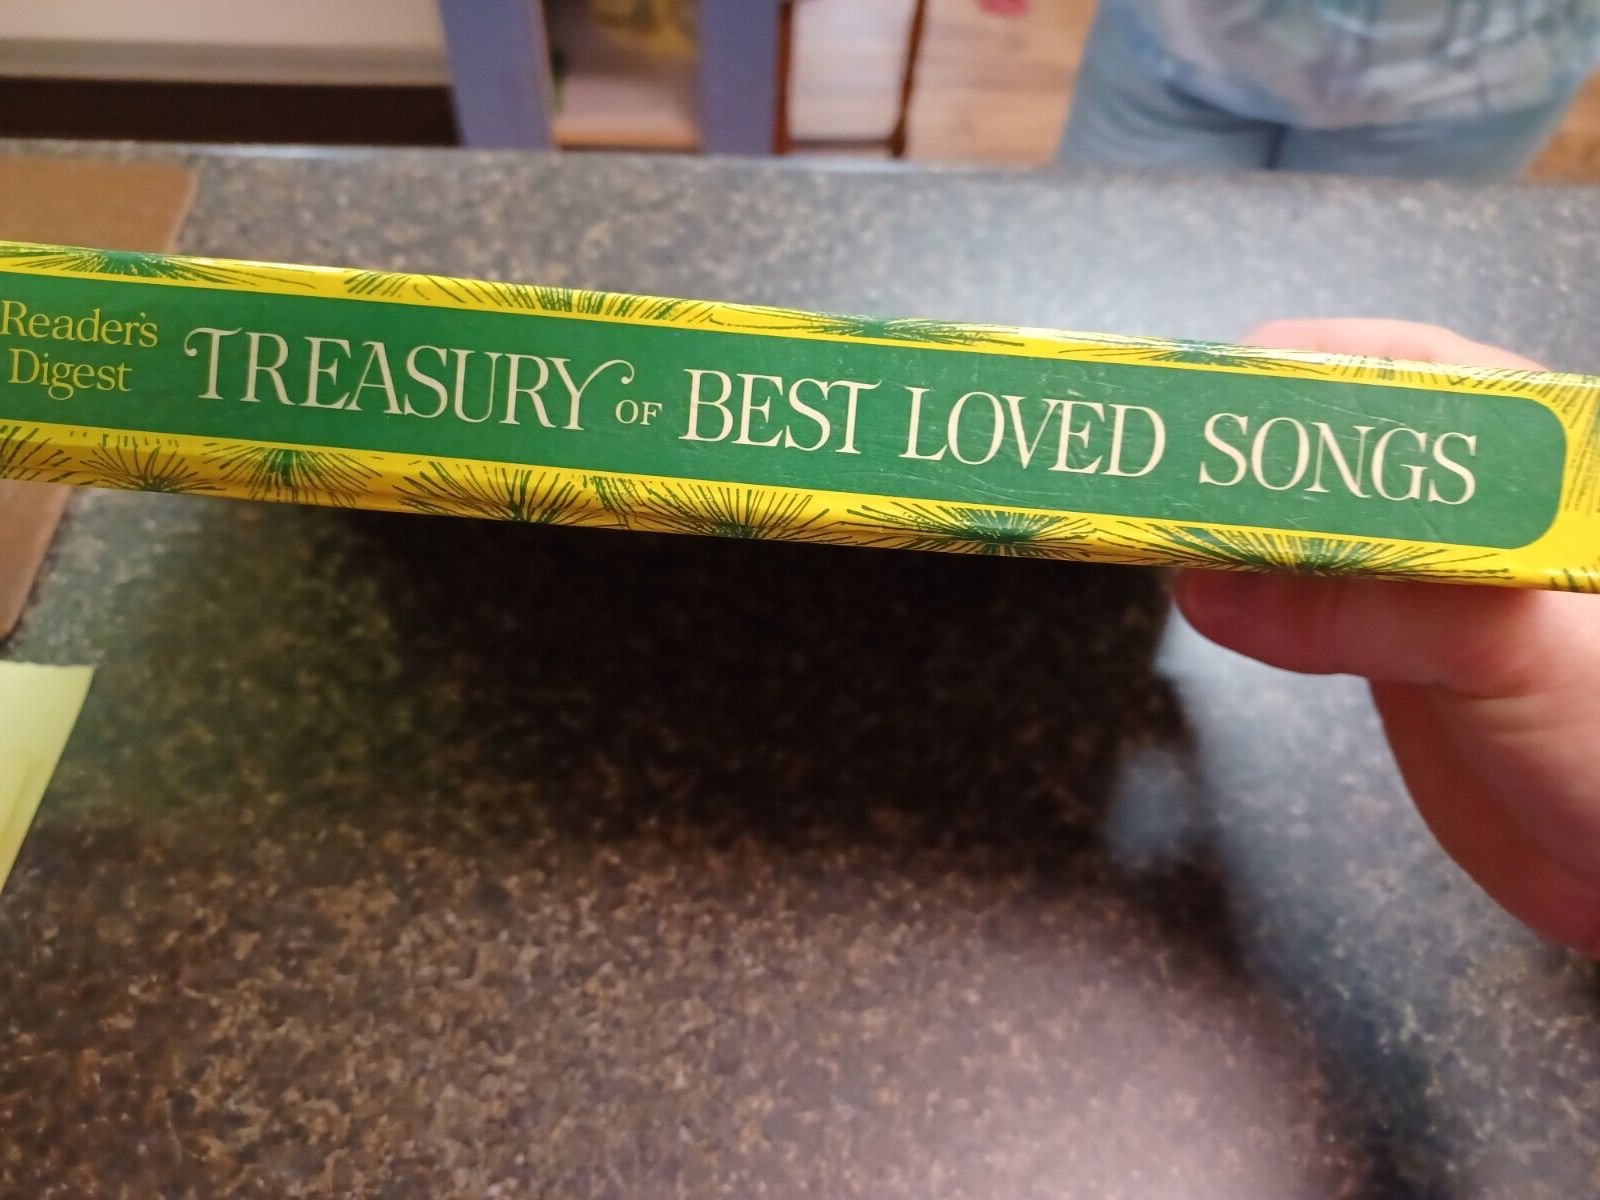 Reader's
Digest
TREASURY OF BEST LOVED SONGS